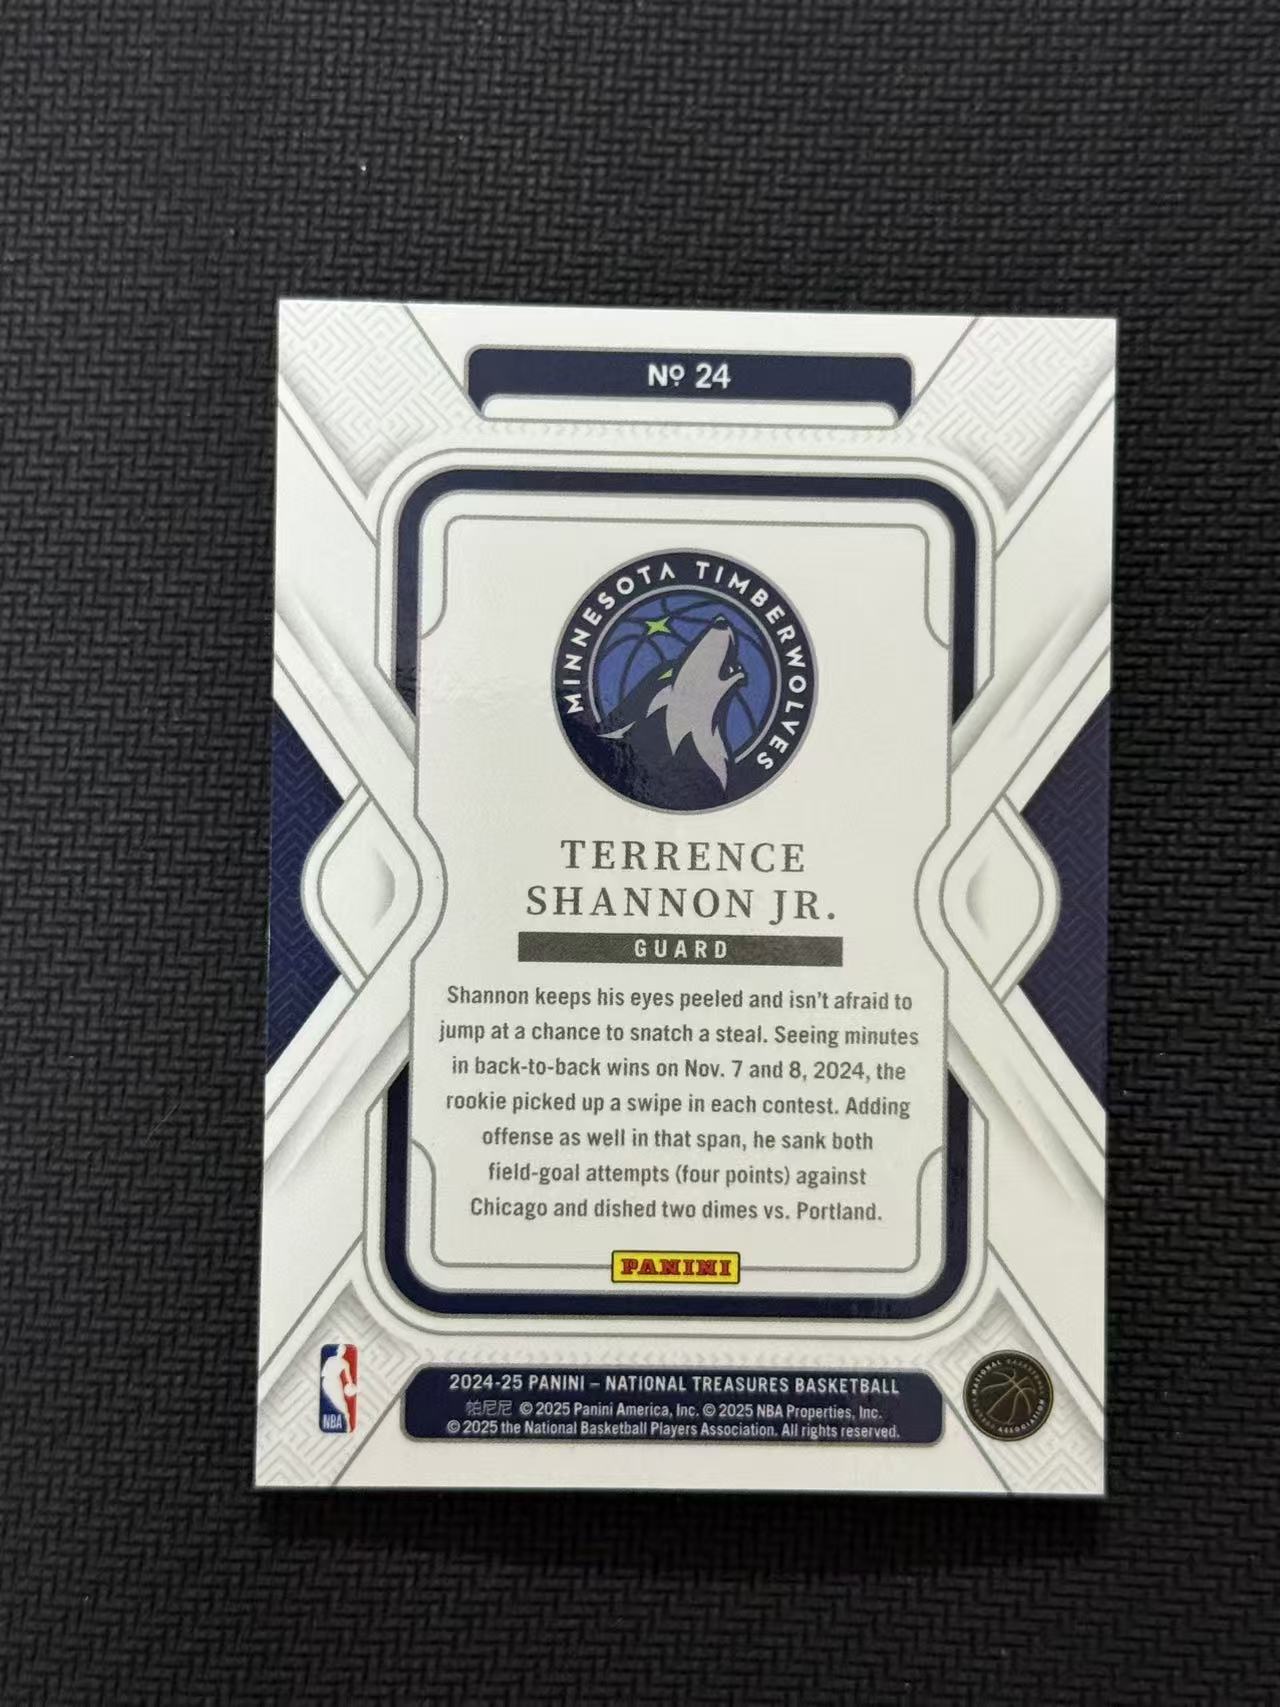 Nº 24
MINNESOTA TIMBERWOLVES
TERRENCE
SHANNON JR.
GUARD
Shannon keeps his eyes peeled and isn't afraid to
jump at a chance to snatch a steal. Seeing minutes
in back-to-back wins on Nov. 7 and 8, 2024, the
rookie picked up a swipe in each contest. Adding
offense as well in that span, he sank both
field-goal attempts (four points) against
Chicago and dished two dimes vs. Portland.
PANINI
2024-25 PANINI – NATIONAL TREASURES BASKETBALL
帕尼尼 © 2025 Panini America, Inc. © 2025 NBA Properties, Inc.
© 2025 the National Basketball Players Association. All rights reserved.
NBA
NATIONAL BASKETBALL
PLAYERS ASSOCIATION